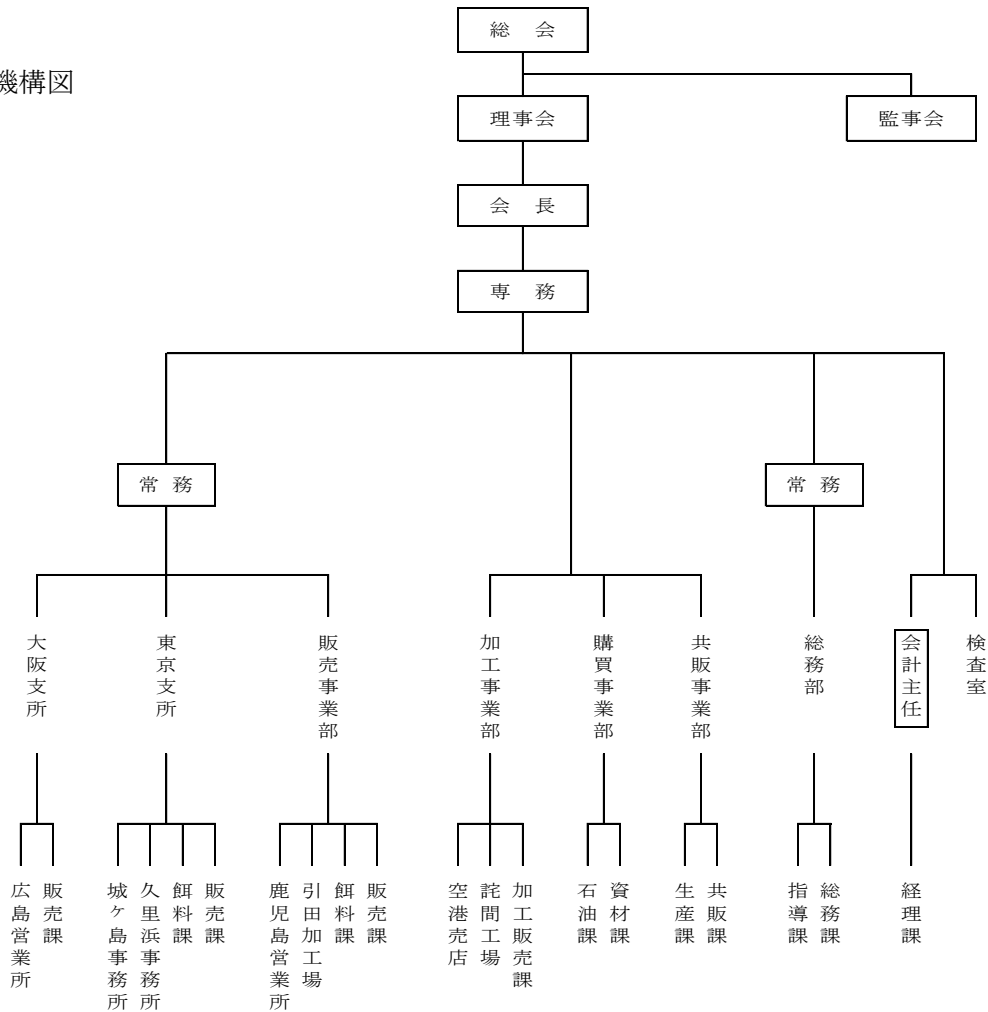 総　会
機構図
理事会
監事会
会　長
専　務
常　務
常　務
大阪支所
東京支所
販売事業部
加工事業部
購買事業部
共販事業部
総務部
会計主任
検査室
広島営業所
販売課
城ケ島事務所
久里浜事務所
餌料課
販売課
鹿児島営業所
引田加工場
餌料課
販売課
空港売店
詫間工場
加工販売課
石油課
資材課
生産課
共販課
指導課
総務課
経理課